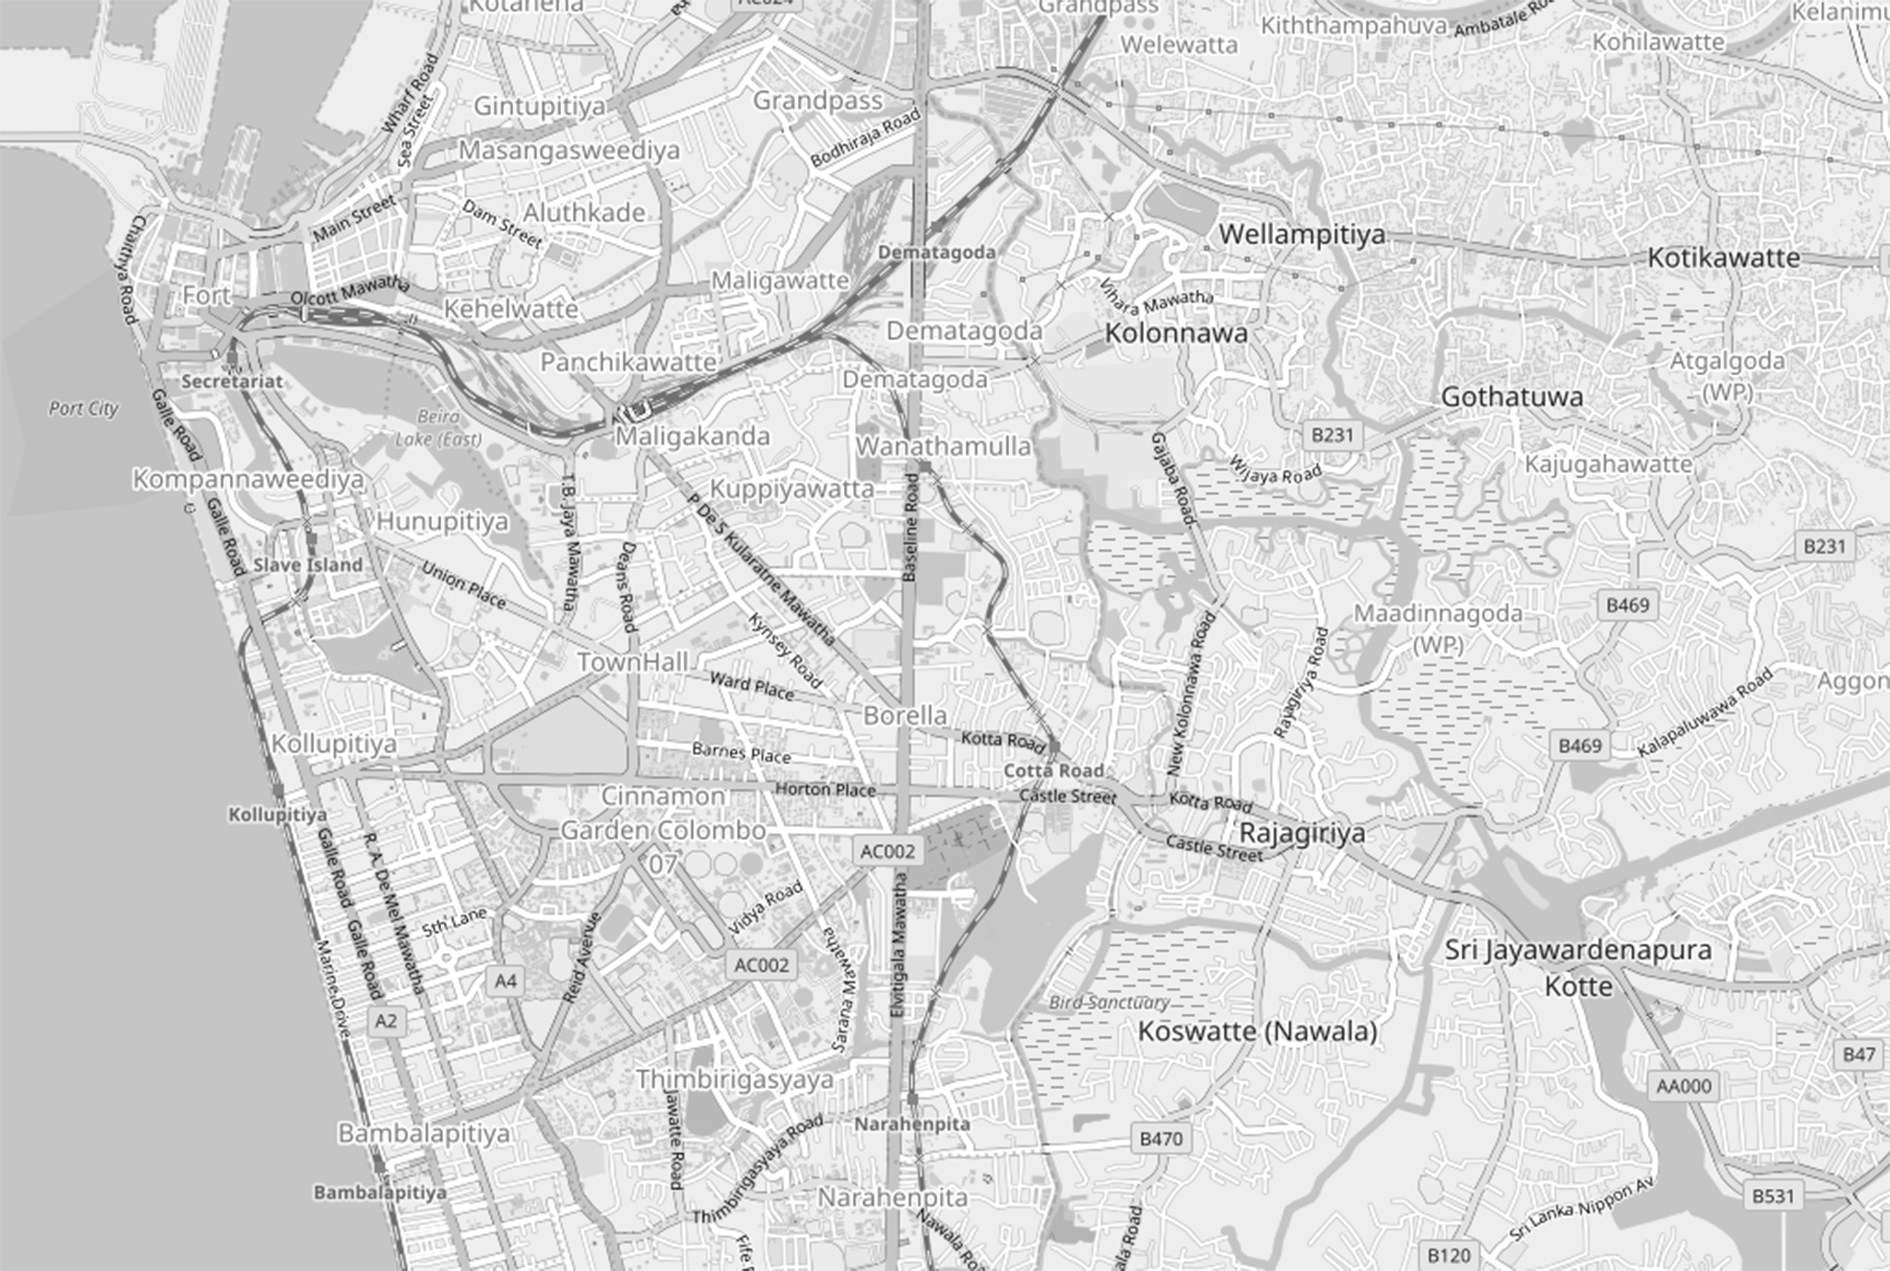 Kotahena
AC024
Grandpass
Welewatta
Kiththampahuva
Ambatale Roa
Kohilawatte
Kelanimu
Wharf Road
Sea Street
Gintupitiya
Grandpass
Bodhiraja Road
Masangasweediya
Main Street
Dam Street
Aluthkade
Chaithya Road
Dematagoda
Wellampitiya
Kotikawatte
Fort
Olcott Mawatha
Kehelwatte
Maligawatte
Vihara Mawatha
Dematagoda
Kolonnawa
Panchikawatte
Secretariat
Dematagoda
Atgalgoda
(WP)
Port City
Galle Road
Beira
Lake (East)
Gothatuwa
B231
Maligakanda
Wanathamulla
Gajaba Road
Wijaya Road
Kajugahawatte
Kompannaweediya
Kuppiyawatta
T.B. Jaya Mawatha
P De S Kularatne Mawatha
Baseline Road
Galle Road
Hunupitiya
Slave Island
Union Place
Deans Road
B231
B469
Maadinnagoda
(WP)
Kynsey Road
TownHall
Ward Place
New Kolonnawa Road
Rajagiriya Road
Kalapaluwawa Road
Aggon
Borella
Kotta Road
Kollupitiya
Barnes Place
B469
Cotta Road
Horton Place
Castle Street
Kotta Road
Cinnamon
Garden Colombo
07
Kollupitiya
AC002
Castle Street
Rajagiriya
Galle Road
R. A. De Mel Mawatha
5th Lane
Vidya Road
Elvitigala Mawatha
Galle Road
Marine Drive
Reid Avenue
Sarana Mawatha
AC002
A4
Sri Jayawardenapura
Kotte
A2
Bird Sanctuary
Koswatte (Nawala)
B47
AA000
Thimbirigasyaya
Jawatte Road
Narahenpita
Bambalapitiya
B470
Thimbirigasyaya Road
Bambalapitiya
Narahenpita
B531
Sri Lanka Nippon Av
Nawala Roa
ala Road
Fife R
B120